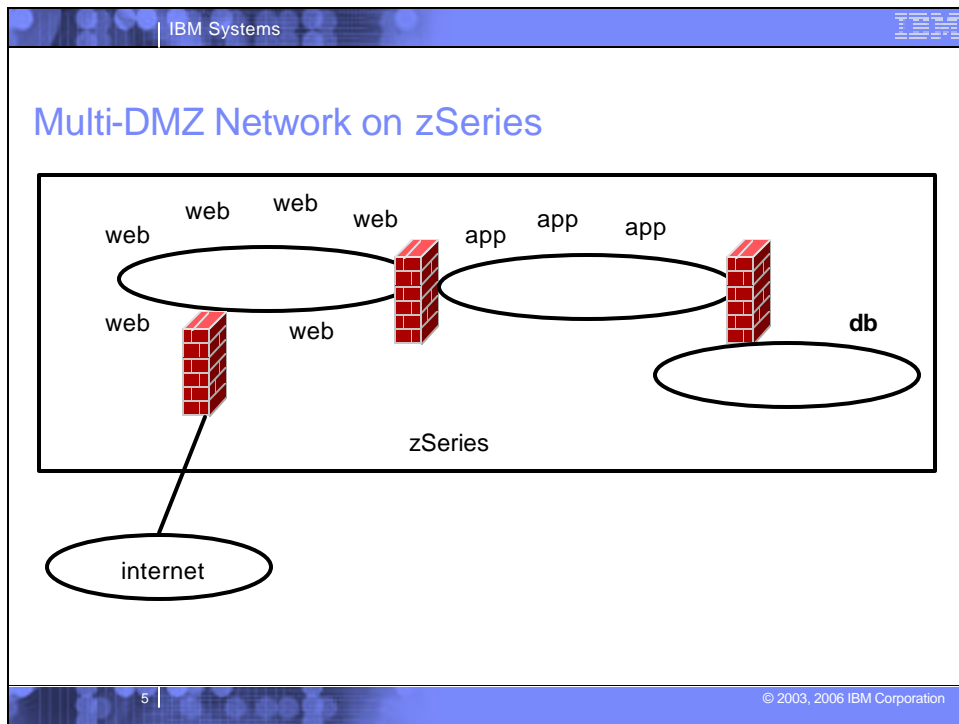 IBM Systems
IBM
Multi-DMZ Network on zSeries
web
web
web
web
app
app
app
web
web
db
zSeries
internet
5
© 2003, 2006 IBM Corporation